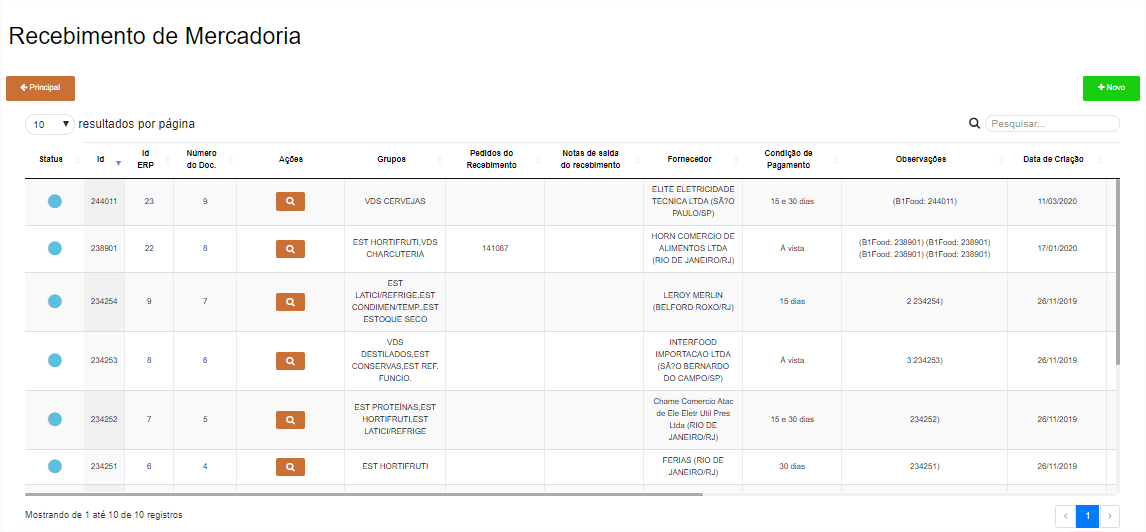 Recebimento de Mercadoria
Principal
Novo
10 resultados por página
Pesquisar...
Status Id Id ERP Número do Doc. Ações Grupos Pedidos do Recebimento Notas de saída do recebimento Fornecedor Condição de Pagamento Observações Data de Criação
244011 23 9 VDS CERVEJAS ELITE ELETRICIDADE TECNICA LTDA (SÃ?O PAULO/SP) 15 e 30 dias (B1Food: 244011) 11/03/2020
238901 22 8 EST HORTIFRUTI,VDS CHARCUTERIA 141087 HORN COMERCIO DE ALIMENTOS LTDA (RIO DE JANEIRO/RJ) À vista (B1Food: 238901) (B1Food: 238901) (B1Food: 238901) (B1Food: 238901) 17/01/2020
234254 9 7 EST LATICI/REFRIGE,EST CONDIMEN/TEMP.,EST ESTOQUE SECO LEROY MERLIN (BELFORD ROXO/RJ) 15 dias 2 234254) 26/11/2019
234253 8 6 VDS DESTILADOS,EST CONSERVAS,EST REF. FUNCIO. INTERFOOD IMPORTACAO LTDA (SÃ?O BERNARDO DO CAMPO/SP) À vista 3 234253) 26/11/2019
234252 7 5 EST PROTEÍNAS,EST HORTIFRUTI,EST LATICI/REFRIGE Chame Comercio Atac de Ele Eletr Util Pres Ltda (RIO DE JANEIRO/RJ) 15 e 30 dias 234252) 26/11/2019
234251 6 4 EST HORTIFRUTI FERIAS (RIO DE JANEIRO/RJ) 30 dias 234251) 26/11/2019
Mostrando de 1 até 10 de 10 registros
1